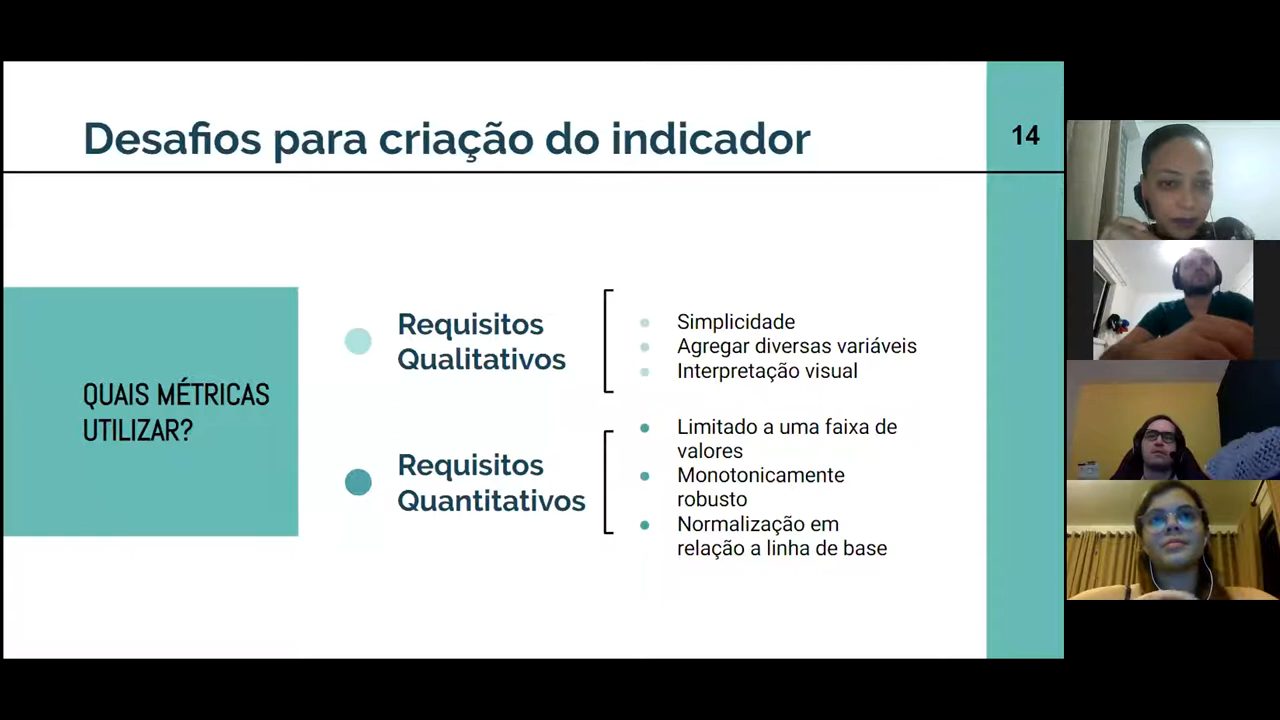 Desafios para criação do indicador
14
QUAIS MÉTRICAS
UTILIZAR?
Requisitos
Qualitativos
Simplicidade
Agregar diversas variáveis
Interpretação visual
Requisitos
Quantitativos
Limitado a uma faixa de
valores
Monotonicamente
robusto
Normalização em
relação a linha de base